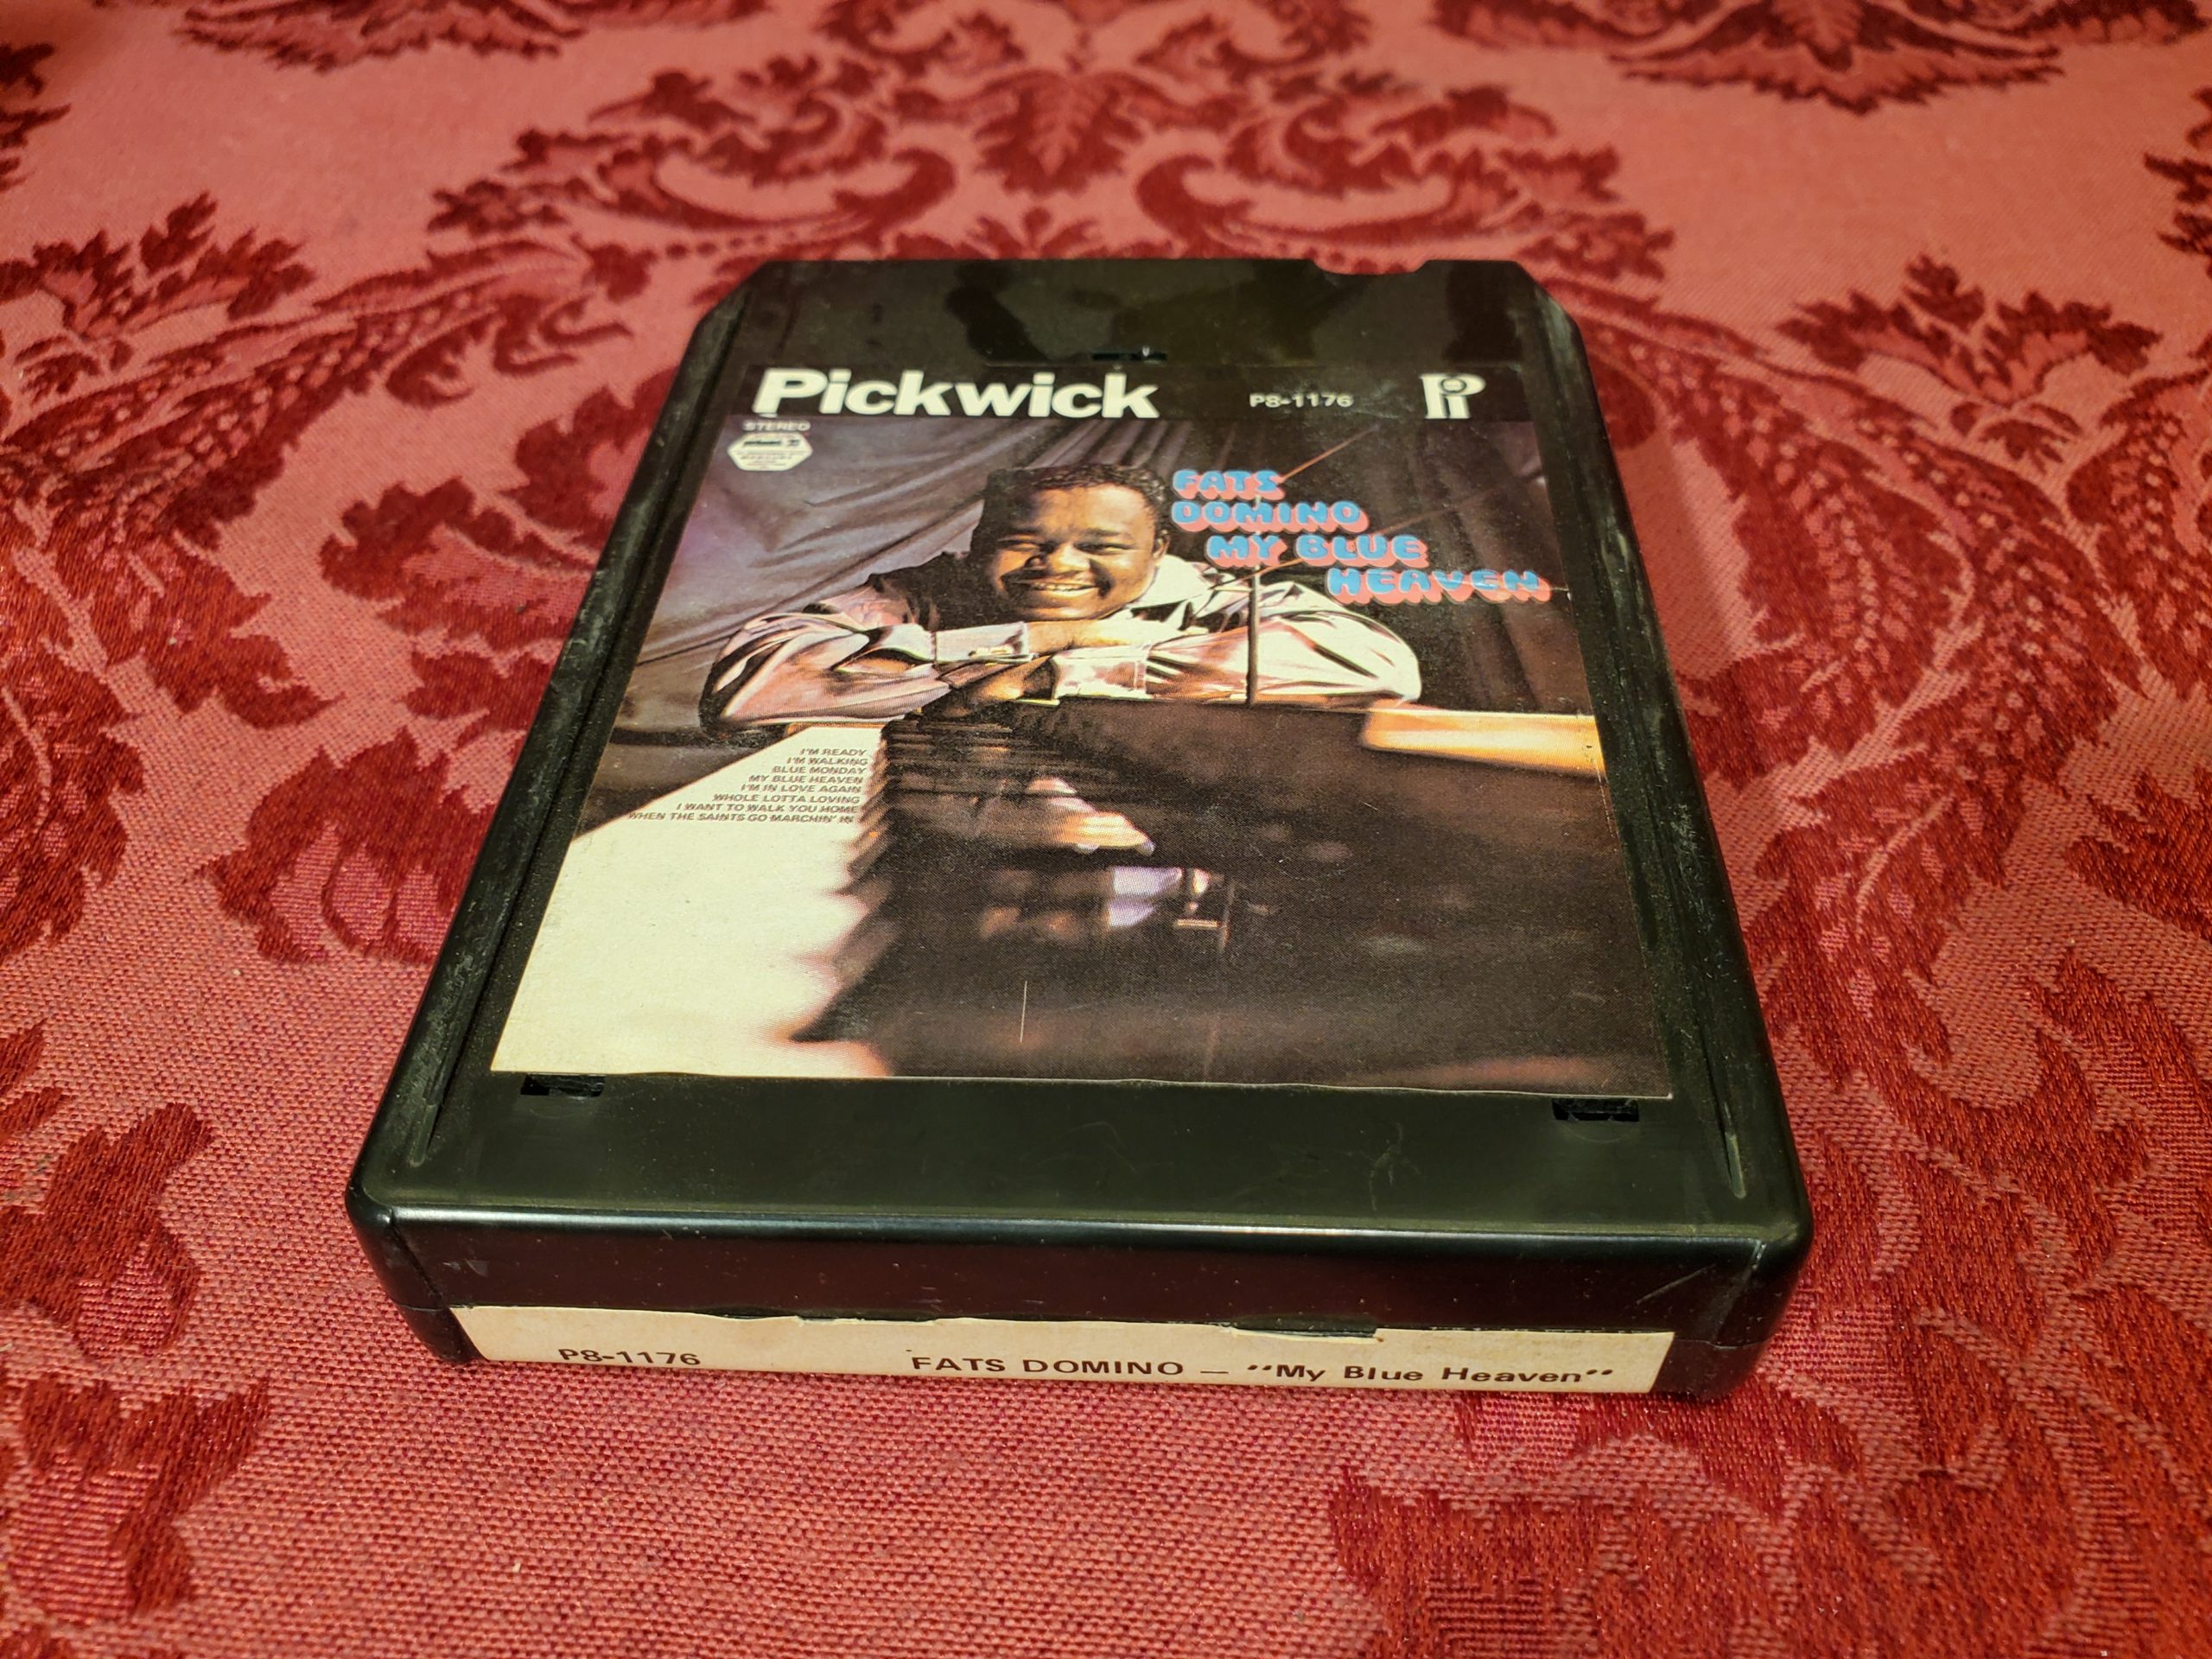 Pickwick P8-1176 Pi
STEREO
FATS
DOMINO
MY BLUE
HEAVEN
I'M READY
I'M WALKING
BLUE MONDAY
MY BLUE HEAVEN
I'M IN LOVE AGAIN
WHOLE LOTTA LOVING
I WANT TO WALK YOU HOME
WHEN THE SAINTS GO MARCHIN' IN
P8-1176 FATS DOMINO — "My Blue Heaven"